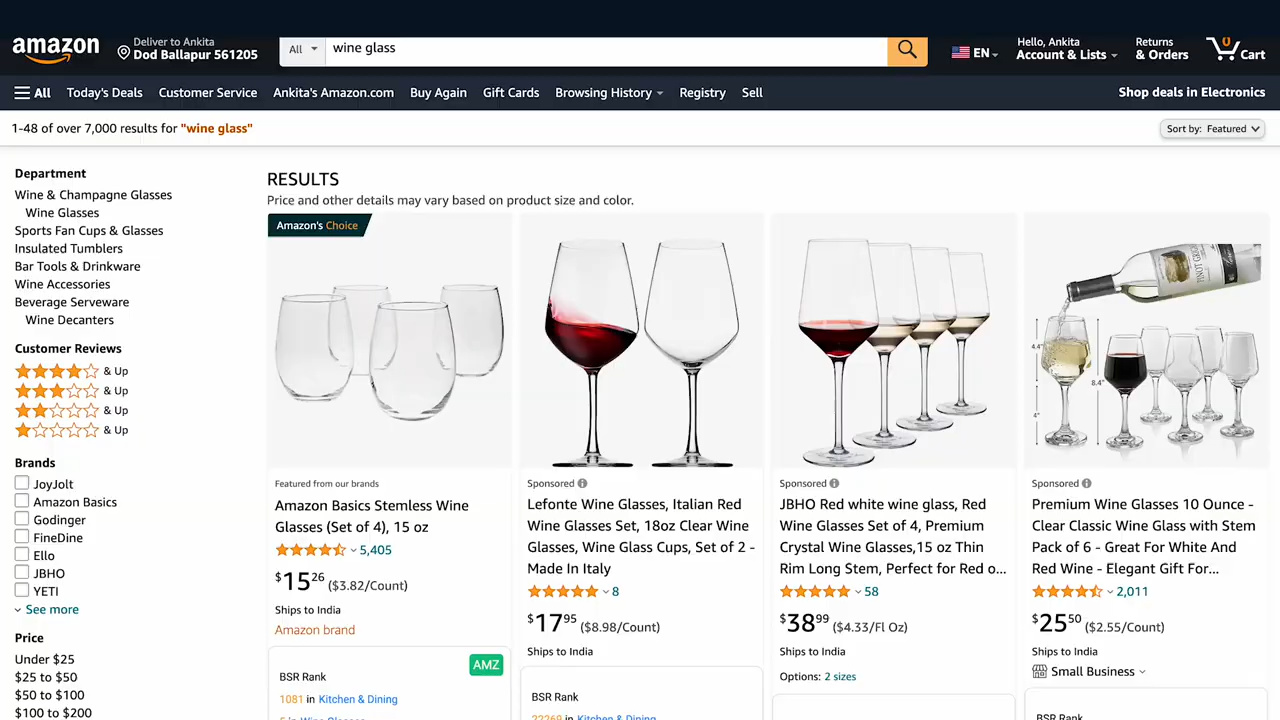 amazon
Deliver to Ankita
Dod Ballapur 561205
All
wine glass
EN
Hello, Ankita
Account & Lists
Returns
& Orders
0
Cart
All
Today's Deals
Customer Service
Ankita's Amazon.com
Buy Again
Gift Cards
Browsing History
Registry
Sell
Shop deals in Electronics
1-48 of over 7,000 results for "wine glass"
Sort by: Featured
Department
Wine & Champagne Glasses
Wine Glasses
Sports Fan Cups & Glasses
Insulated Tumblers
Bar Tools & Drinkware
Wine Accessories
Beverage Serveware
Wine Decanters
Customer Reviews
& Up
& Up
& Up
& Up
Brands
JoyJolt
Amazon Basics
Godinger
FineDine
Ello
JBHO
YETI
See more
Price
Under $25
$25 to $50
$50 to $100
$100 to $200
RESULTS
Price and other details may vary based on product size and color.
Amazon's Choice
Featured from our brands
Amazon Basics Stemless Wine
Glasses (Set of 4), 15 oz
5,405
$15.26 ($3.82/Count)
Ships to India
Amazon brand
AMZ
BSR Rank
1081 in Kitchen & Dining
Sponsored
Lefonte Wine Glasses, Italian Red
Wine Glasses Set, 18oz Clear Wine
Glasses, Wine Glass Cups, Set of 2 -
Made In Italy
8
$17.95 ($8.98/Count)
Ships to India
BSR Rank
22269 in Kitchen & Dining
Sponsored
JBHO Red white wine glass, Red
Wine Glasses Set of 4, Premium
Crystal Wine Glasses,15 oz Thin
Rim Long Stem, Perfect for Red o...
58
$38.99 ($4.33/Fl Oz)
Ships to India
Options: 2 sizes
PINOT
4.4"
8.4"
4"
Sponsored
Premium Wine Glasses 10 Ounce -
Clear Classic Wine Glass with Stem
Pack of 6 - Great For White And
Red Wine - Elegant Gift For...
2,011
$25.50 ($2.55/Count)
Ships to India
Small Business
BSR Rank